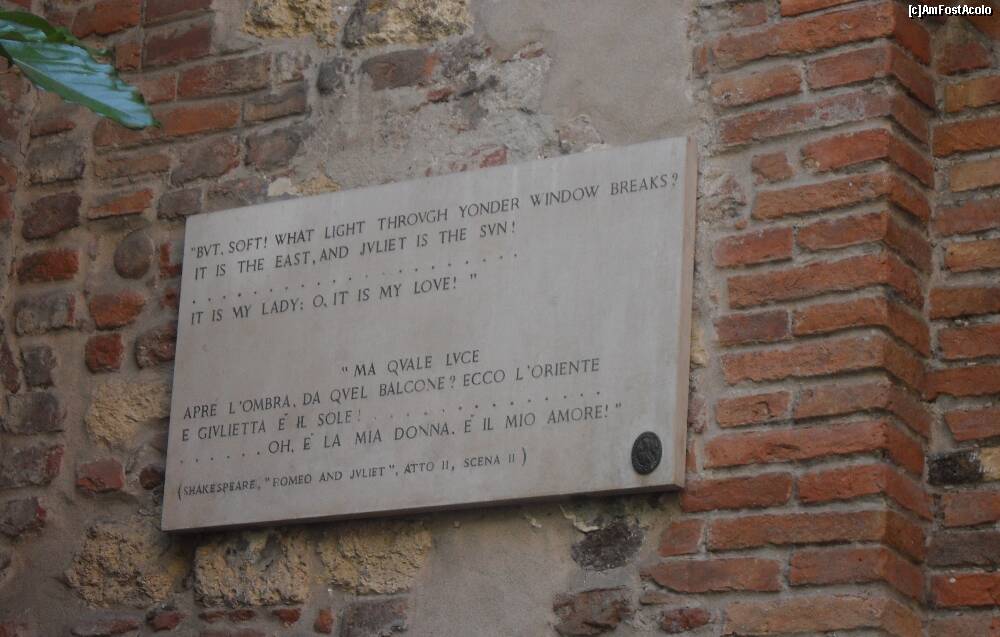 [c]AmFostAcolo
"BVT, SOFT! WHAT LIGHT THROVGH YONDER WINDOW BREAKS?
IT IS THE EAST, AND JVLIET IS THE SVN!
. . . . . . . . . . . . . . . . . . . .
IT IS MY LADY; O, IT IS MY LOVE! "
"MA QVALE LVCE
APRE L'OMBRA, DA QVEL BALCONE? ECCO L'ORIENTE
E GIVLIETTA È IL SOLE! . . . . . . . . . . . . . . .
. . . . . . OH, È LA MIA DONNA, È IL MIO AMORE!"
(SHAKESPEARE, "ROMEO AND JVLIET", ATTO II, SCENA II)